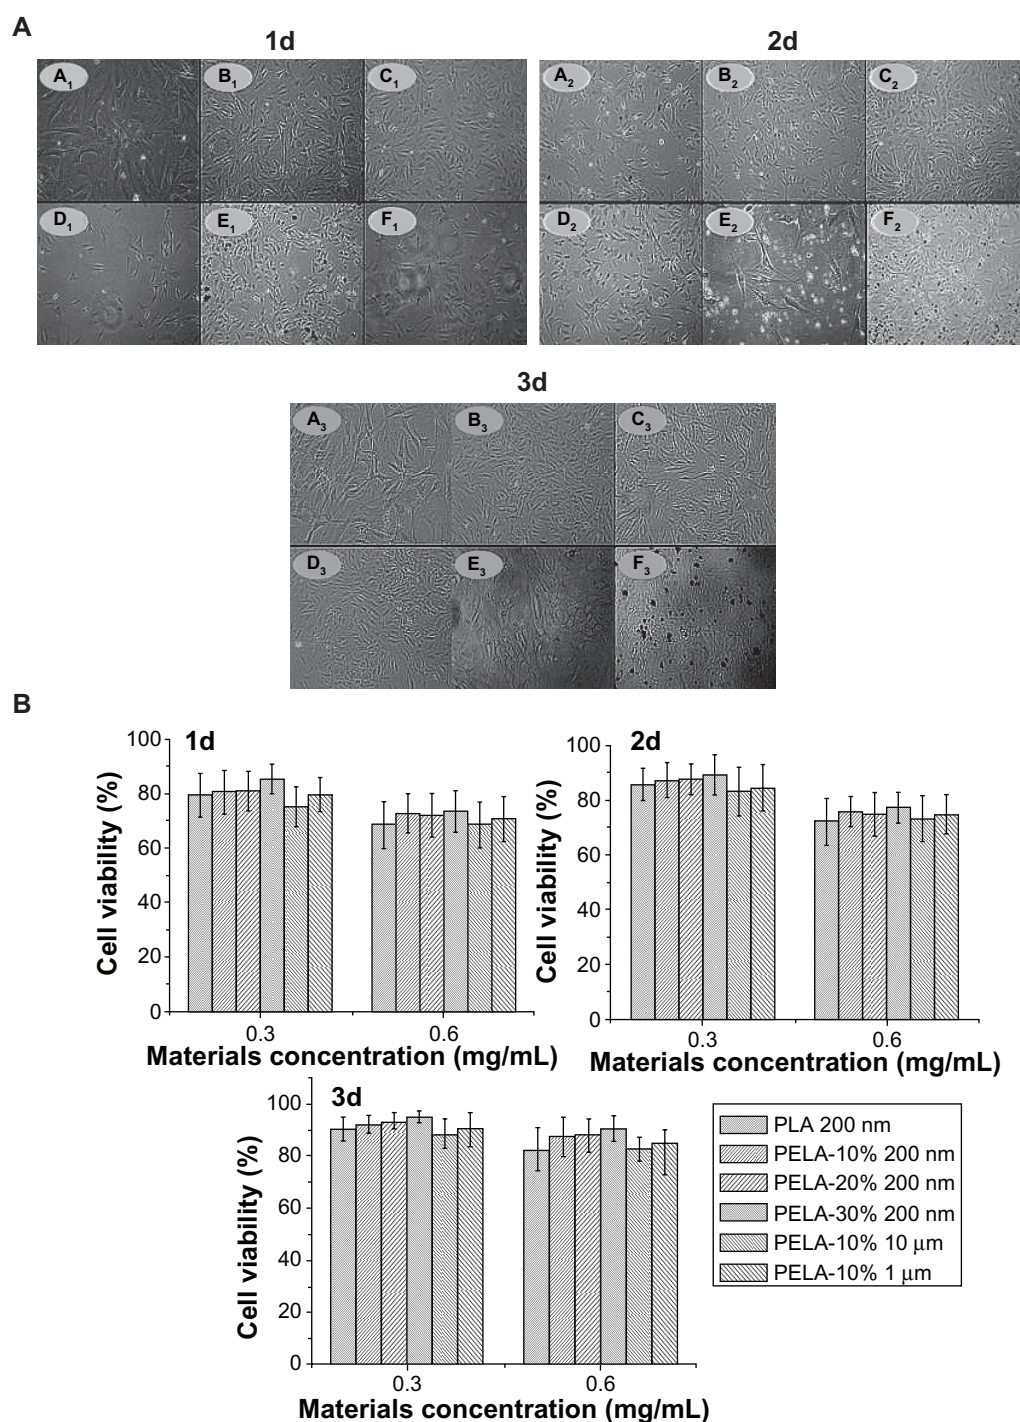 A
1d
2d
A1 B1 C1
A2 B2 C2
D1 E1 F1
D2 E2 F2
3d
A3 B3 C3
D3 E3 F3
B
1d
Cell viability (%)
100
80
60
40
20
0
0.3 0.6
Materials concentration (mg/mL)
2d
Cell viability (%)
100
80
60
40
20
0
0.3 0.6
Materials concentration (mg/mL)
3d
Cell viability (%)
100
80
60
40
20
0
0.3 0.6
Materials concentration (mg/mL)
PLA 200 nm
PELA-10% 200 nm
PELA-20% 200 nm
PELA-30% 200 nm
PELA-10% 10 μm
PELA-10% 1 μm